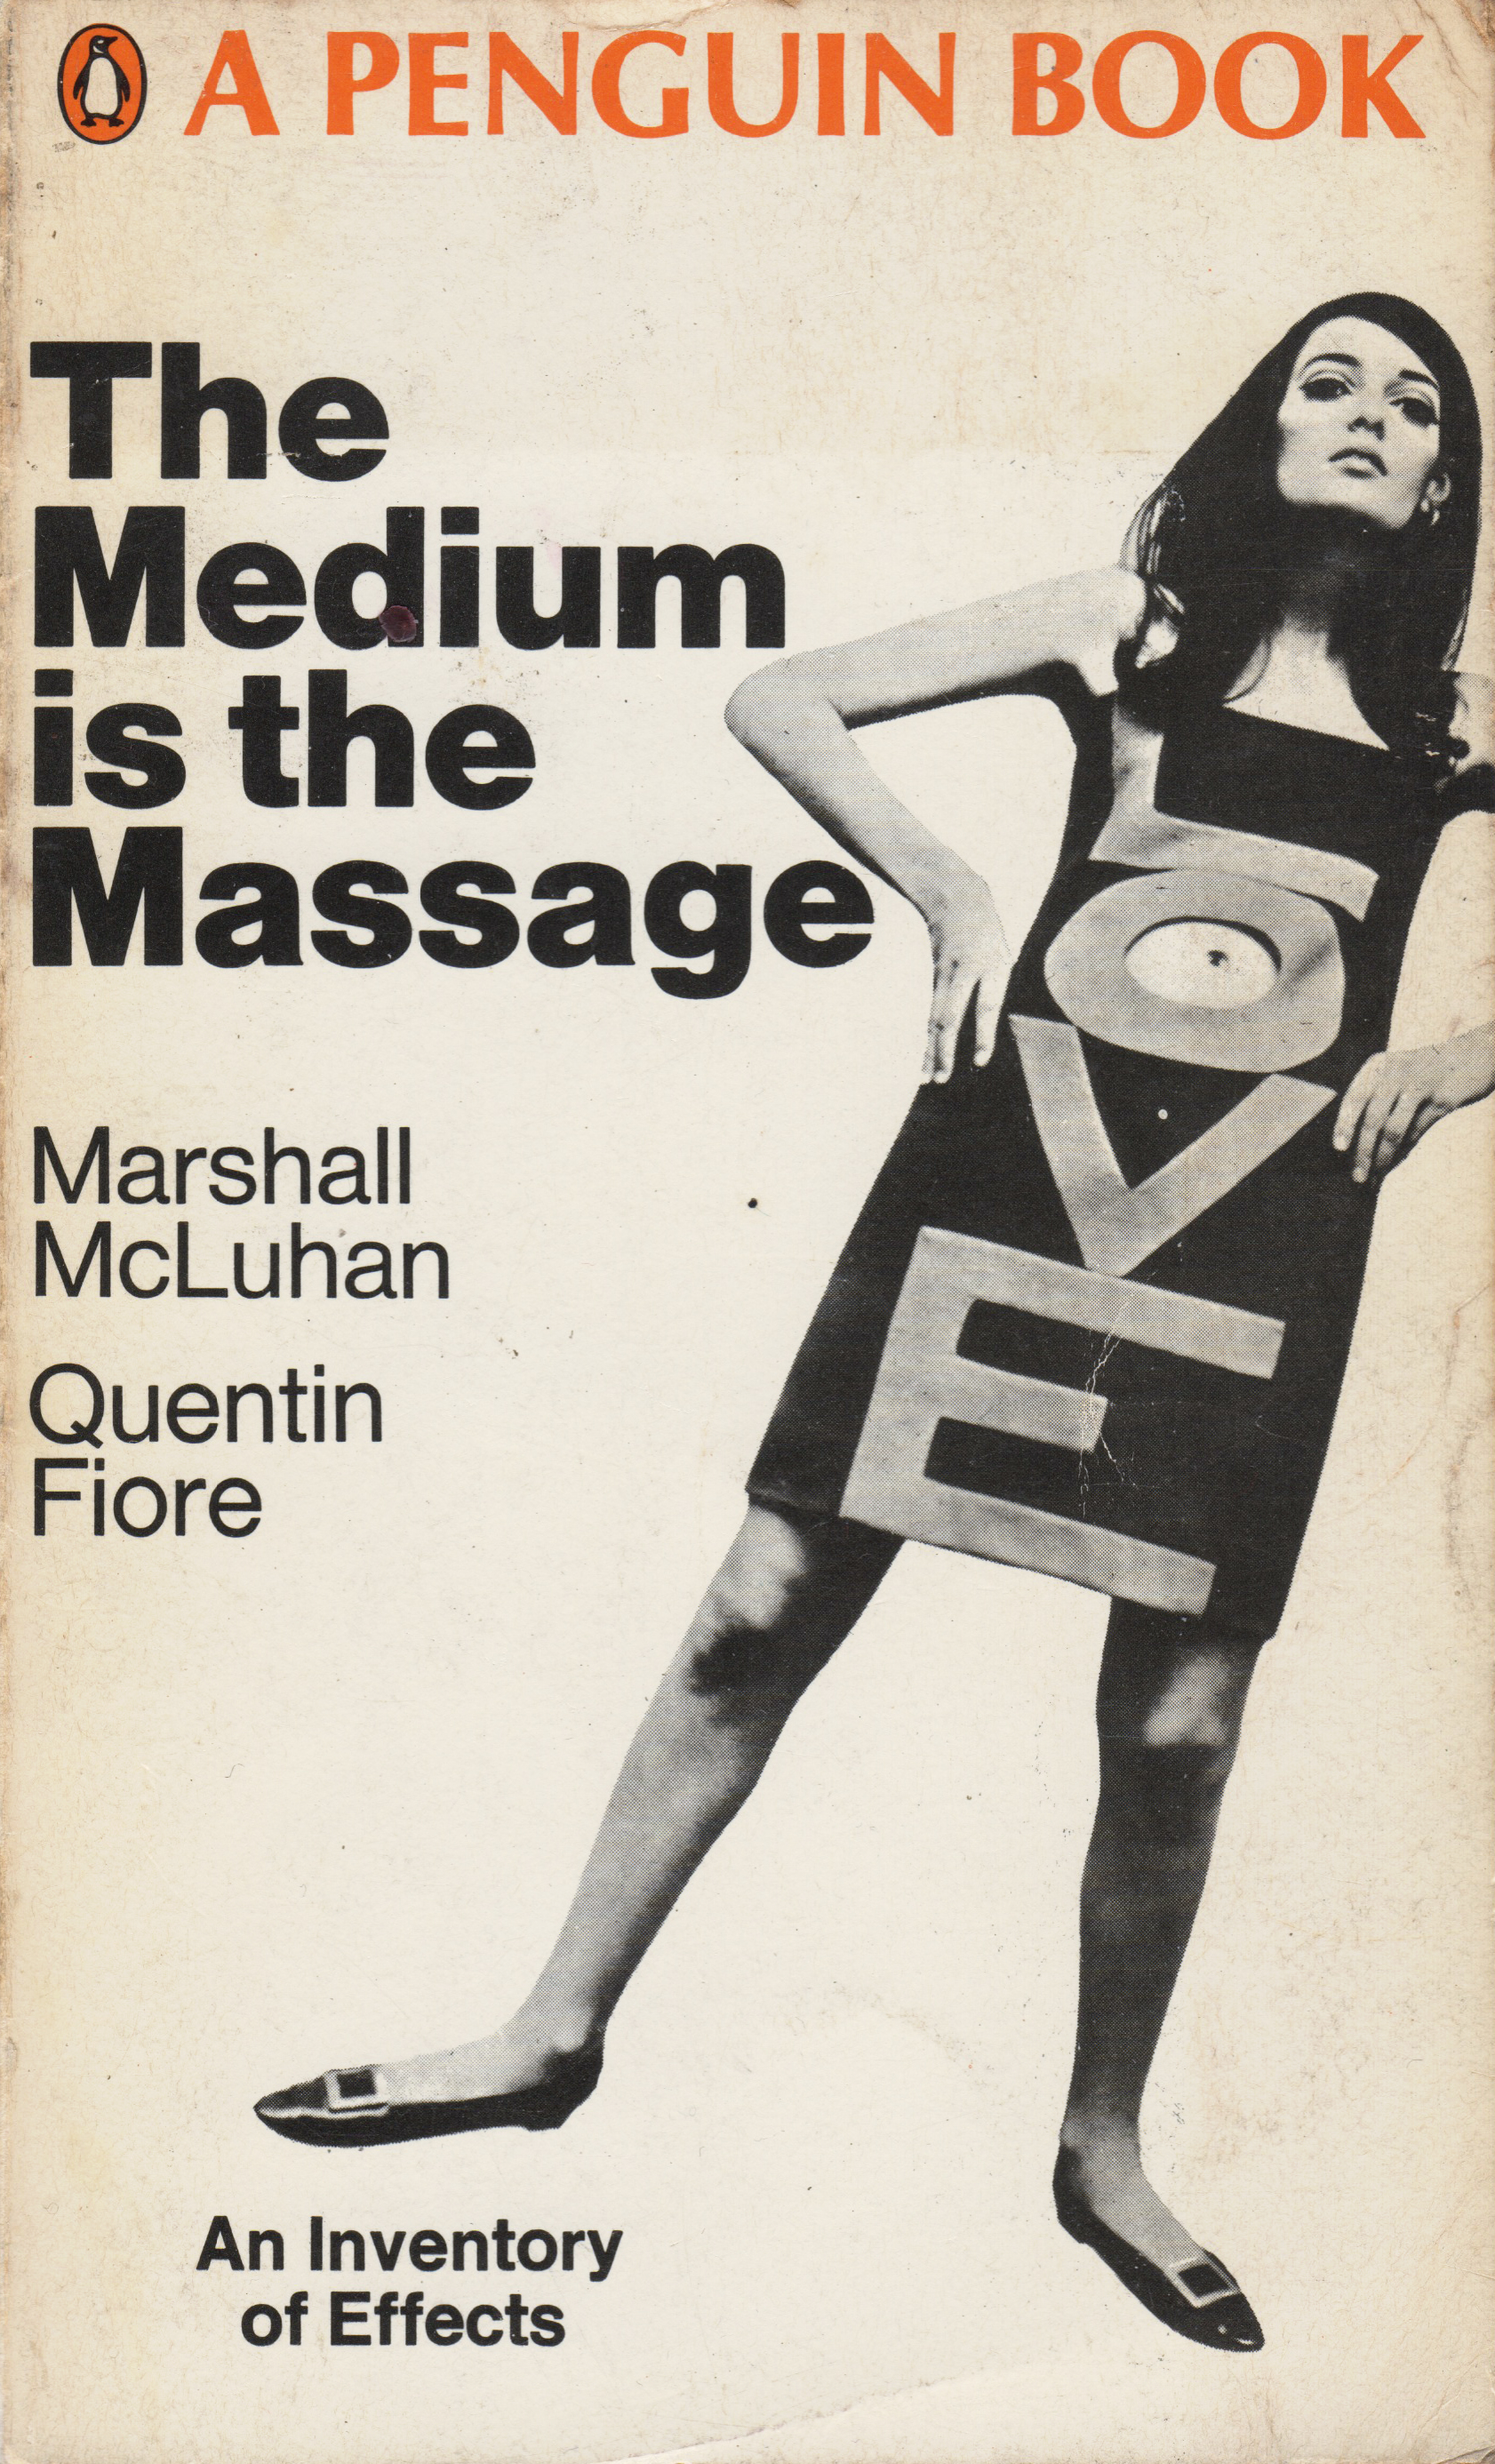 A PENGUIN BOOK
The
Medium
is the
Massage
Marshall
McLuhan
Quentin
Fiore
LOVE
An Inventory
of Effects